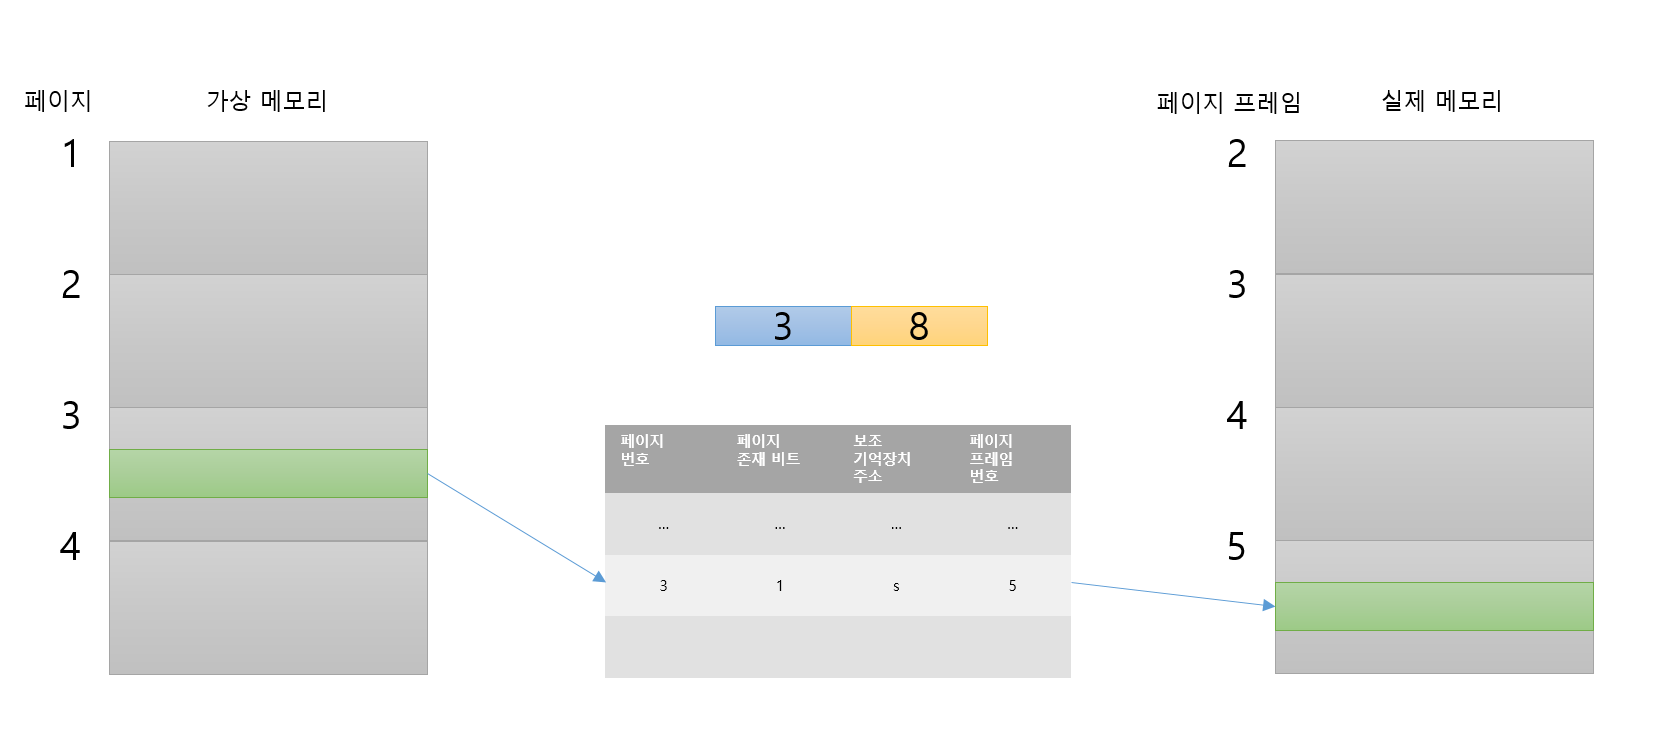 페이지 가상 메모리 페이지 프레임 실제 메모리
1
2
3
4
3 8
페이지 번호
페이지 존재 비트
보조 기억장치 주소
페이지 프레임 번호
... ... ... ...
3 1 s 5
2
3
4
5